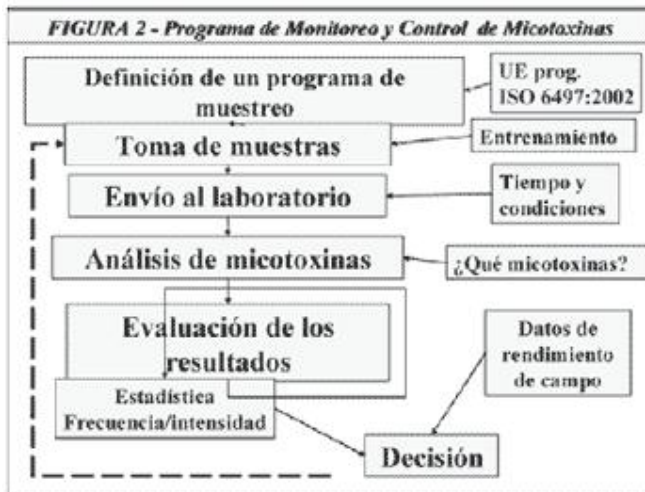 FIGURA 2 - Programa de Monitoreo y Control de Micotoxinas
Definición de un programa de
muestreo
UE prog.
ISO 6497:2002
Toma de muestras
Entrenamiento
Envío al laboratorio
Tiempo y
condiciones
Análisis de micotoxinas
¿Qué micotoxinas?
Evaluación de los
resultados
Datos de
rendimiento
de campo
Estadística
Frecuencia/intensidad
Decisión